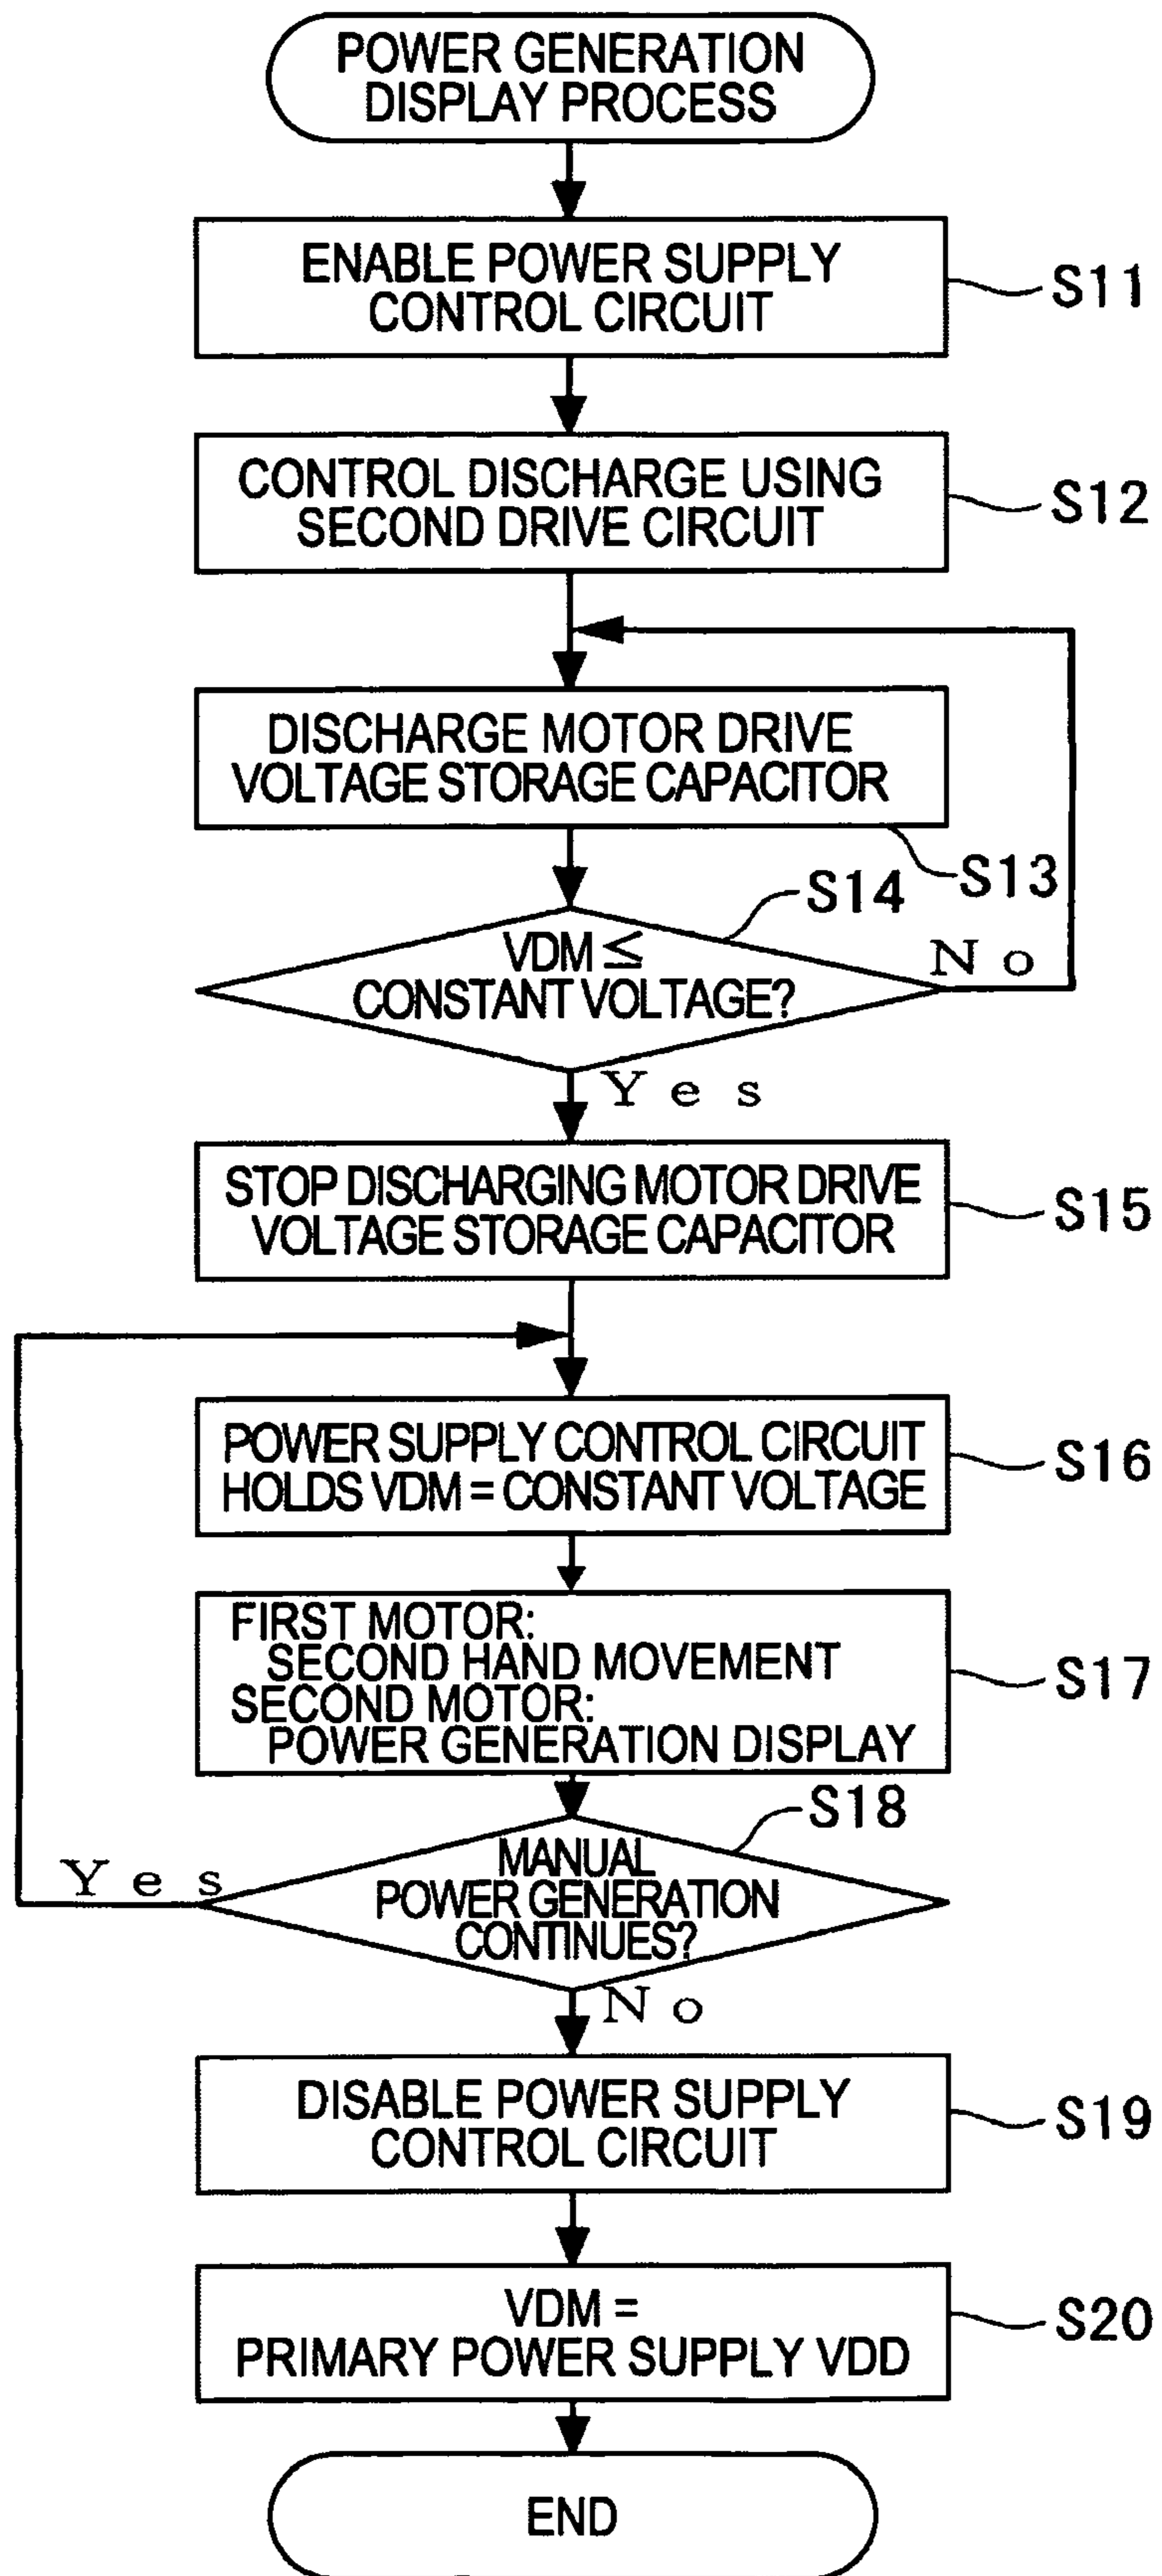 POWER GENERATION
DISPLAY PROCESS
ENABLE POWER SUPPLY
CONTROL CIRCUIT
S11
CONTROL DISCHARGE USING
SECOND DRIVE CIRCUIT
S12
DISCHARGE MOTOR DRIVE
VOLTAGE STORAGE CAPACITOR
S13
S14
VDM ≤
CONSTANT VOLTAGE?
No
Yes
STOP DISCHARGING MOTOR DRIVE
VOLTAGE STORAGE CAPACITOR
S15
POWER SUPPLY CONTROL CIRCUIT
HOLDS VDM = CONSTANT VOLTAGE
S16
FIRST MOTOR:
SECOND HAND MOVEMENT
SECOND MOTOR:
POWER GENERATION DISPLAY
S17
S18
MANUAL
POWER GENERATION
CONTINUES?
Yes
No
DISABLE POWER SUPPLY
CONTROL CIRCUIT
S19
VDM =
PRIMARY POWER SUPPLY VDD
S20
END